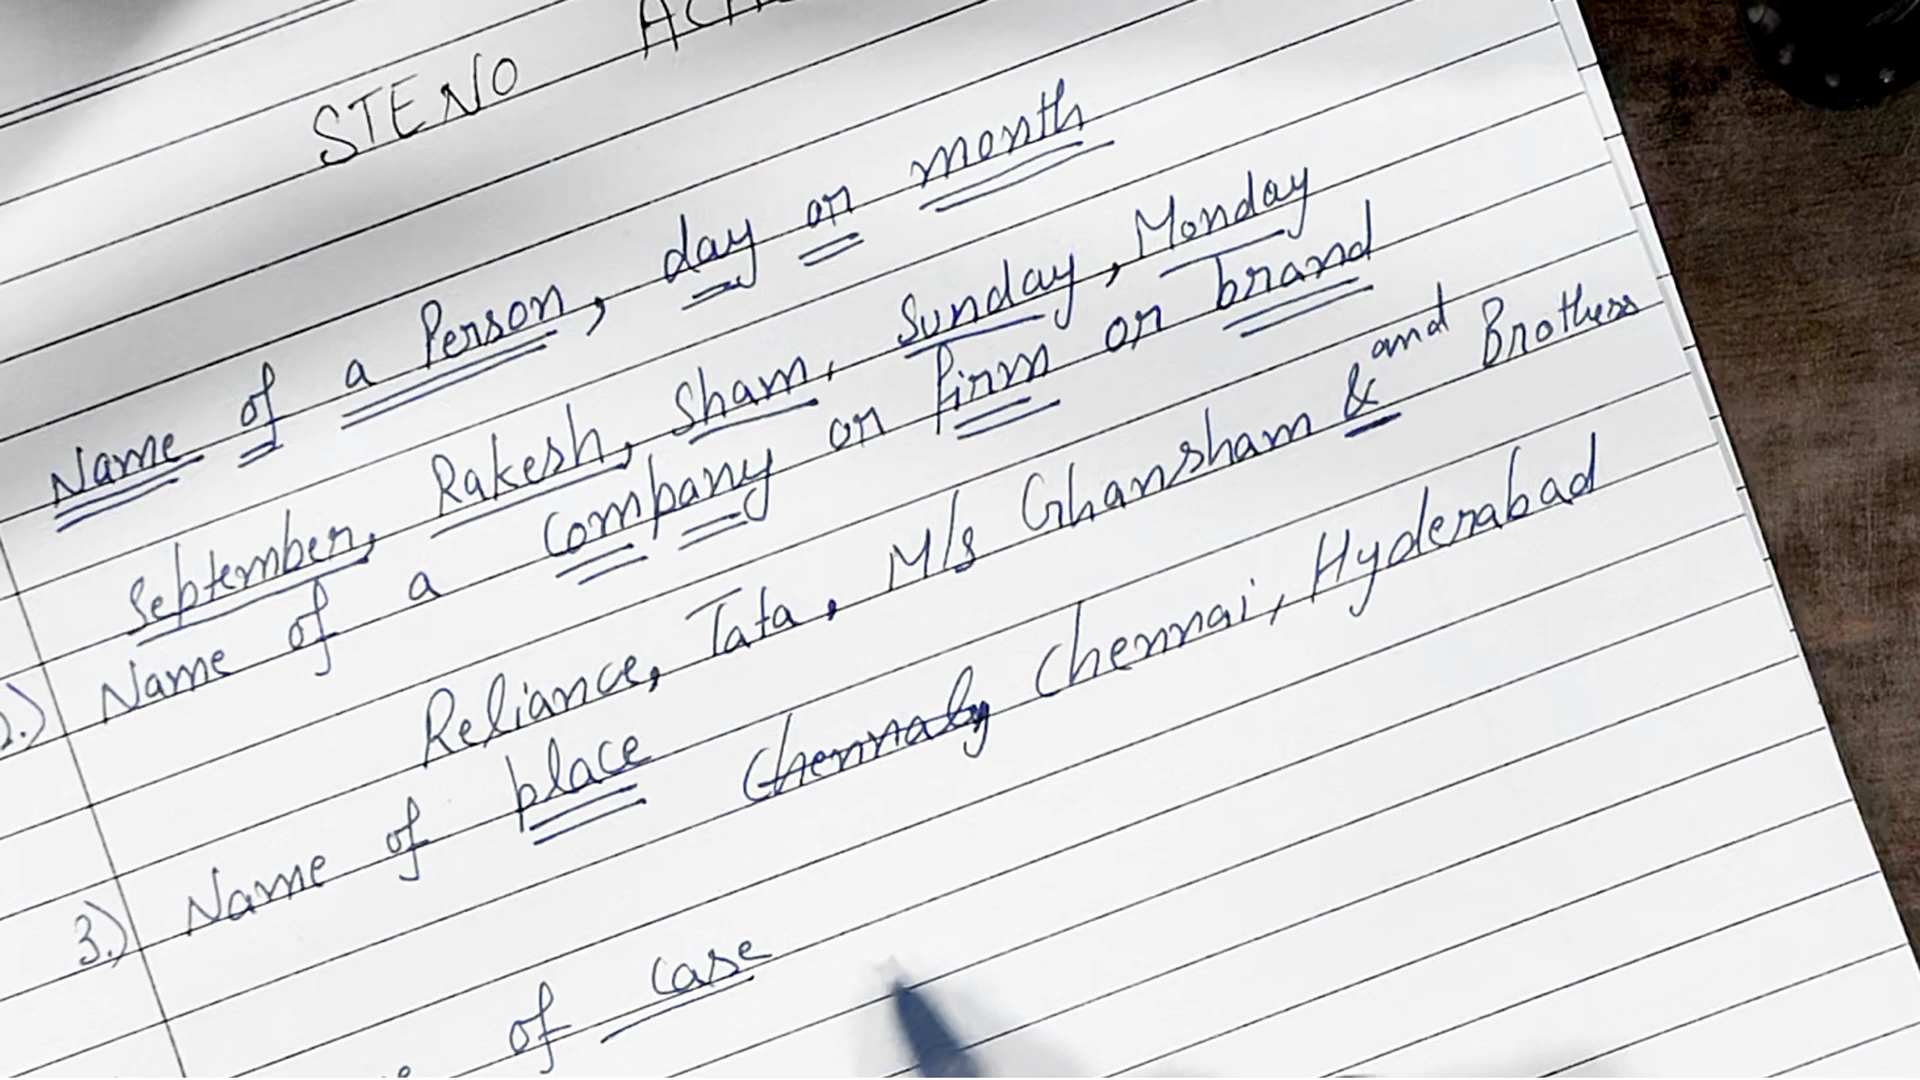 STENO
Name of a Person, day or month
September, Rakesh, Sham, Sunday, Monday
2.) Name of a Company or firm or brand
Reliance, Tata, M/s Ghansham & and Brothers
3.) Name of place Chennai, Hyderabad
of case